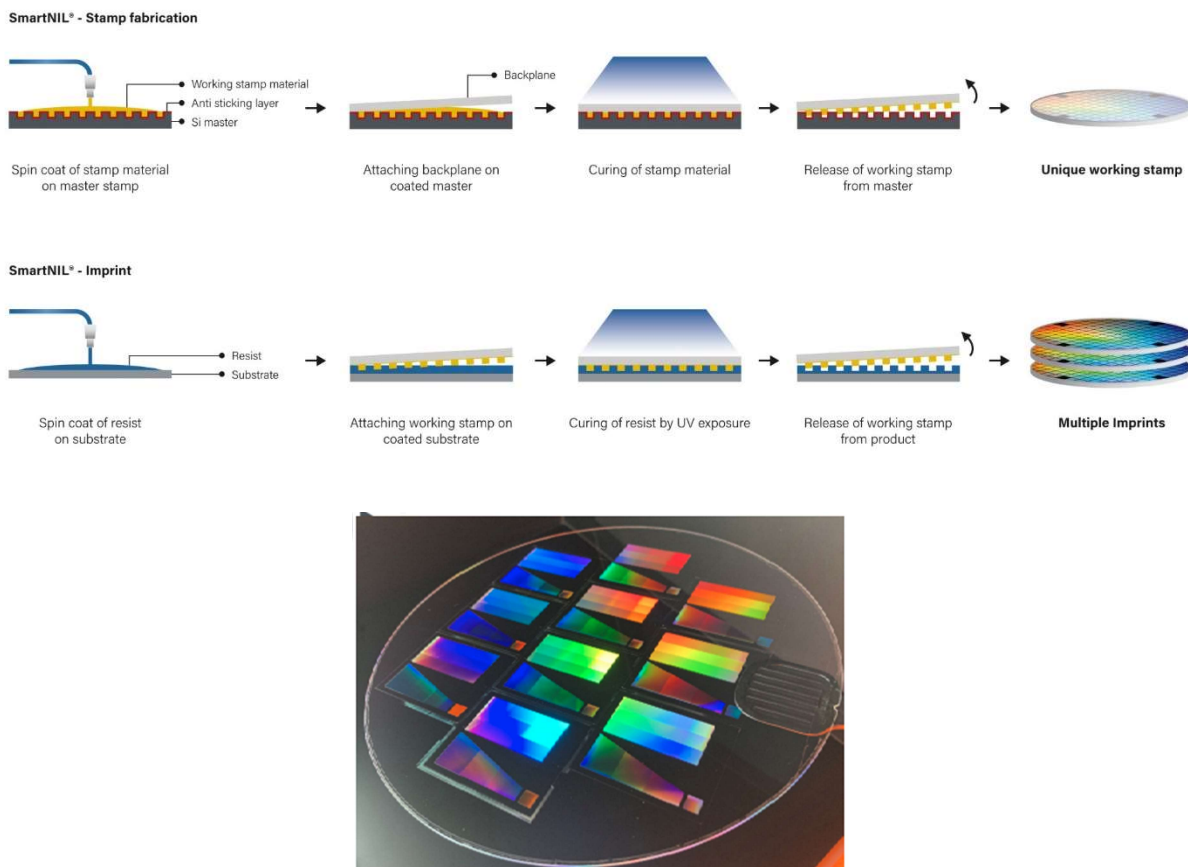 SmartNIL® - Stamp fabrication
Working stamp material
Anti sticking layer
Si master
Backplane
Spin coat of stamp material
on master stamp
Attaching backplane on
coated master
Curing of stamp material
Release of working stamp
from master
Unique working stamp
SmartNIL® - Imprint
Resist
Substrate
Spin coat of resist
on substrate
Attaching working stamp on
coated substrate
Curing of resist by UV exposure
Release of working stamp
from product
Multiple Imprints